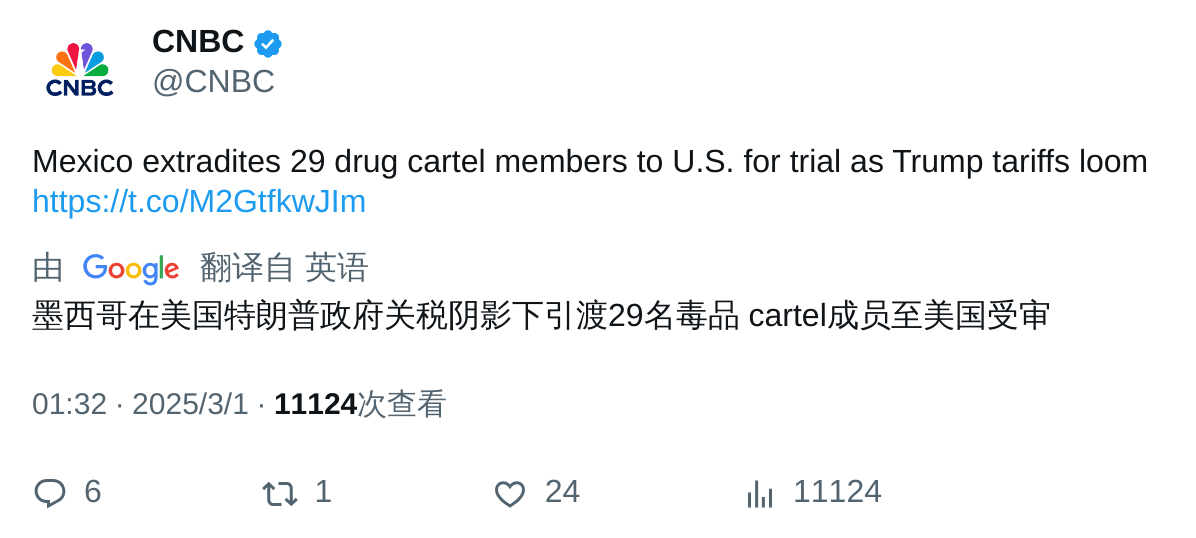 CNBC
CNBC
@CNBC
Mexico extradites 29 drug cartel members to U.S. for trial as Trump tariffs loom
https://t.co/M2GtfkwJIm
由 Google 翻译自 英语
墨西哥在美国特朗普政府关税阴影下引渡29名毒品 cartel成员至美国受审
01:32 · 2025/3/1 · 11124次查看
6 1 24 11124